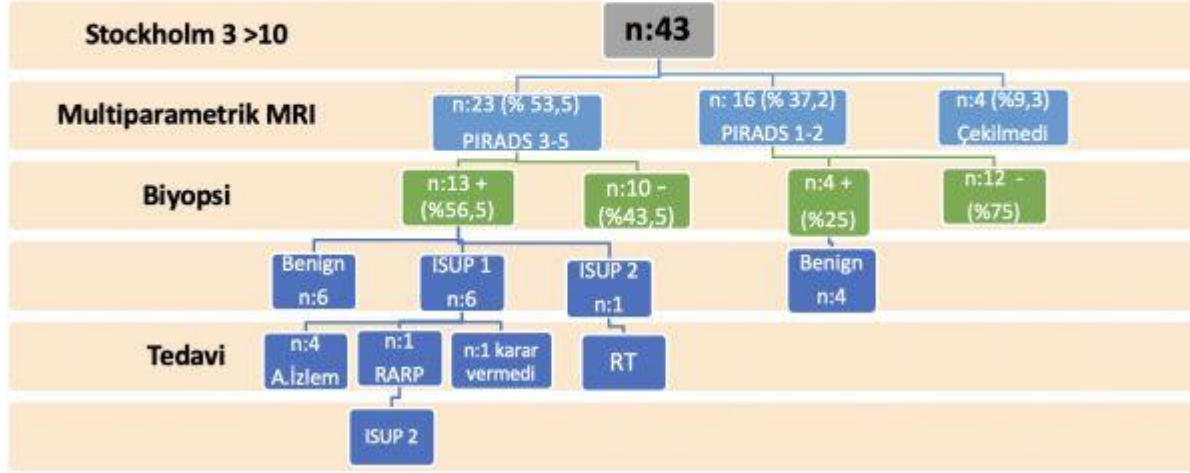 Stockholm 3 >10
n:43
Multiparametrik MRI
n:23 (% 53,5)
PIRADS 3-5
n: 16 (% 37,2)
PIRADS 1-2
n:4 (%9,3)
Çekilmedi
Biyopsi
n:13 +
(%56,5)
n:10 -
(%43,5)
n:4 +
(%25)
n:12 -
(%75)
Benign
n:6
ISUP 1
n:6
ISUP 2
n:1
Benign
n:4
Tedavi
n:4
A.İzlem
n:1
RARP
n:1 karar
vermedi
RT
ISUP 2